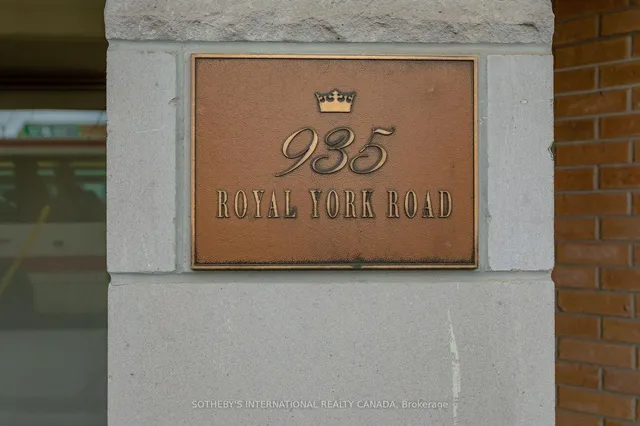 935
ROYAL YORK ROAD
SOTHEBY'S INTERNATIONAL REALTY CANADA, Brokerage